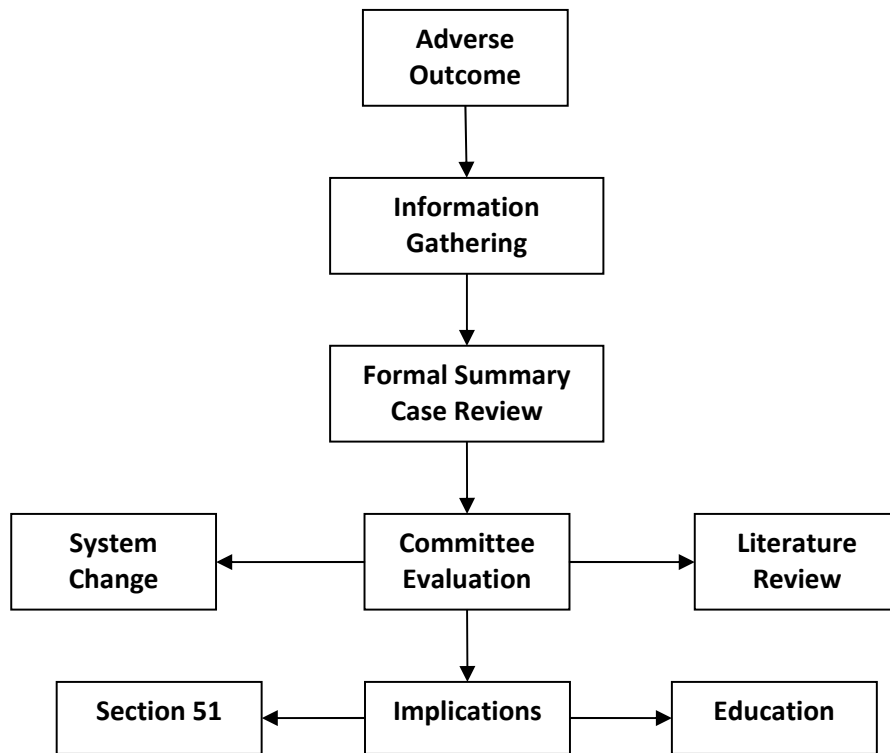 Adverse
Outcome
Information
Gathering
Formal Summary
Case Review
System
Change
Committee
Evaluation
Literature
Review
Section 51
Implications
Education